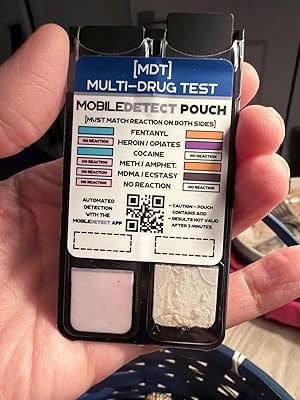 [MDT]
MULTI-DRUG TEST
MOBILEDETECT POUCH
[MUST MATCH REACTION ON BOTH SIDES]
FENTANYL
NO REACTION HEROIN / OPIATES
COCAINE
NO REACTION METH / AMPHET.
NO REACTION MDMA / ECSTASY
NO REACTION NO REACTION NO REACTION
AUTOMATED
DETECTION
WITH THE
MOBILEDETECT APP
- CAUTION - POUCH
CONTAINS ACID
- RESULTS NOT VALID
AFTER 3 MINUTES